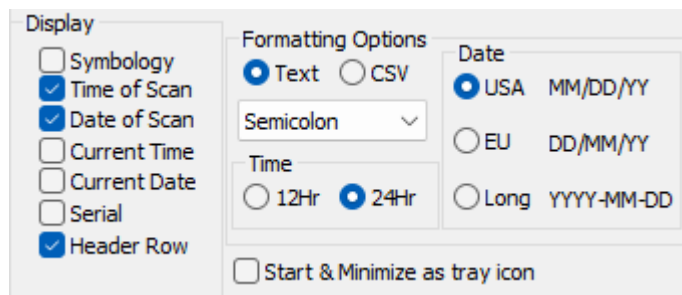 Display
Symbology
Time of Scan
Date of Scan
Current Time
Current Date
Serial
Header Row
Formatting Options
Text CSV
Semicolon
Time
12Hr 24Hr
Date
USA MM/DD/YY
EU DD/MM/YY
Long YYYY-MM-DD
Start & Minimize as tray icon